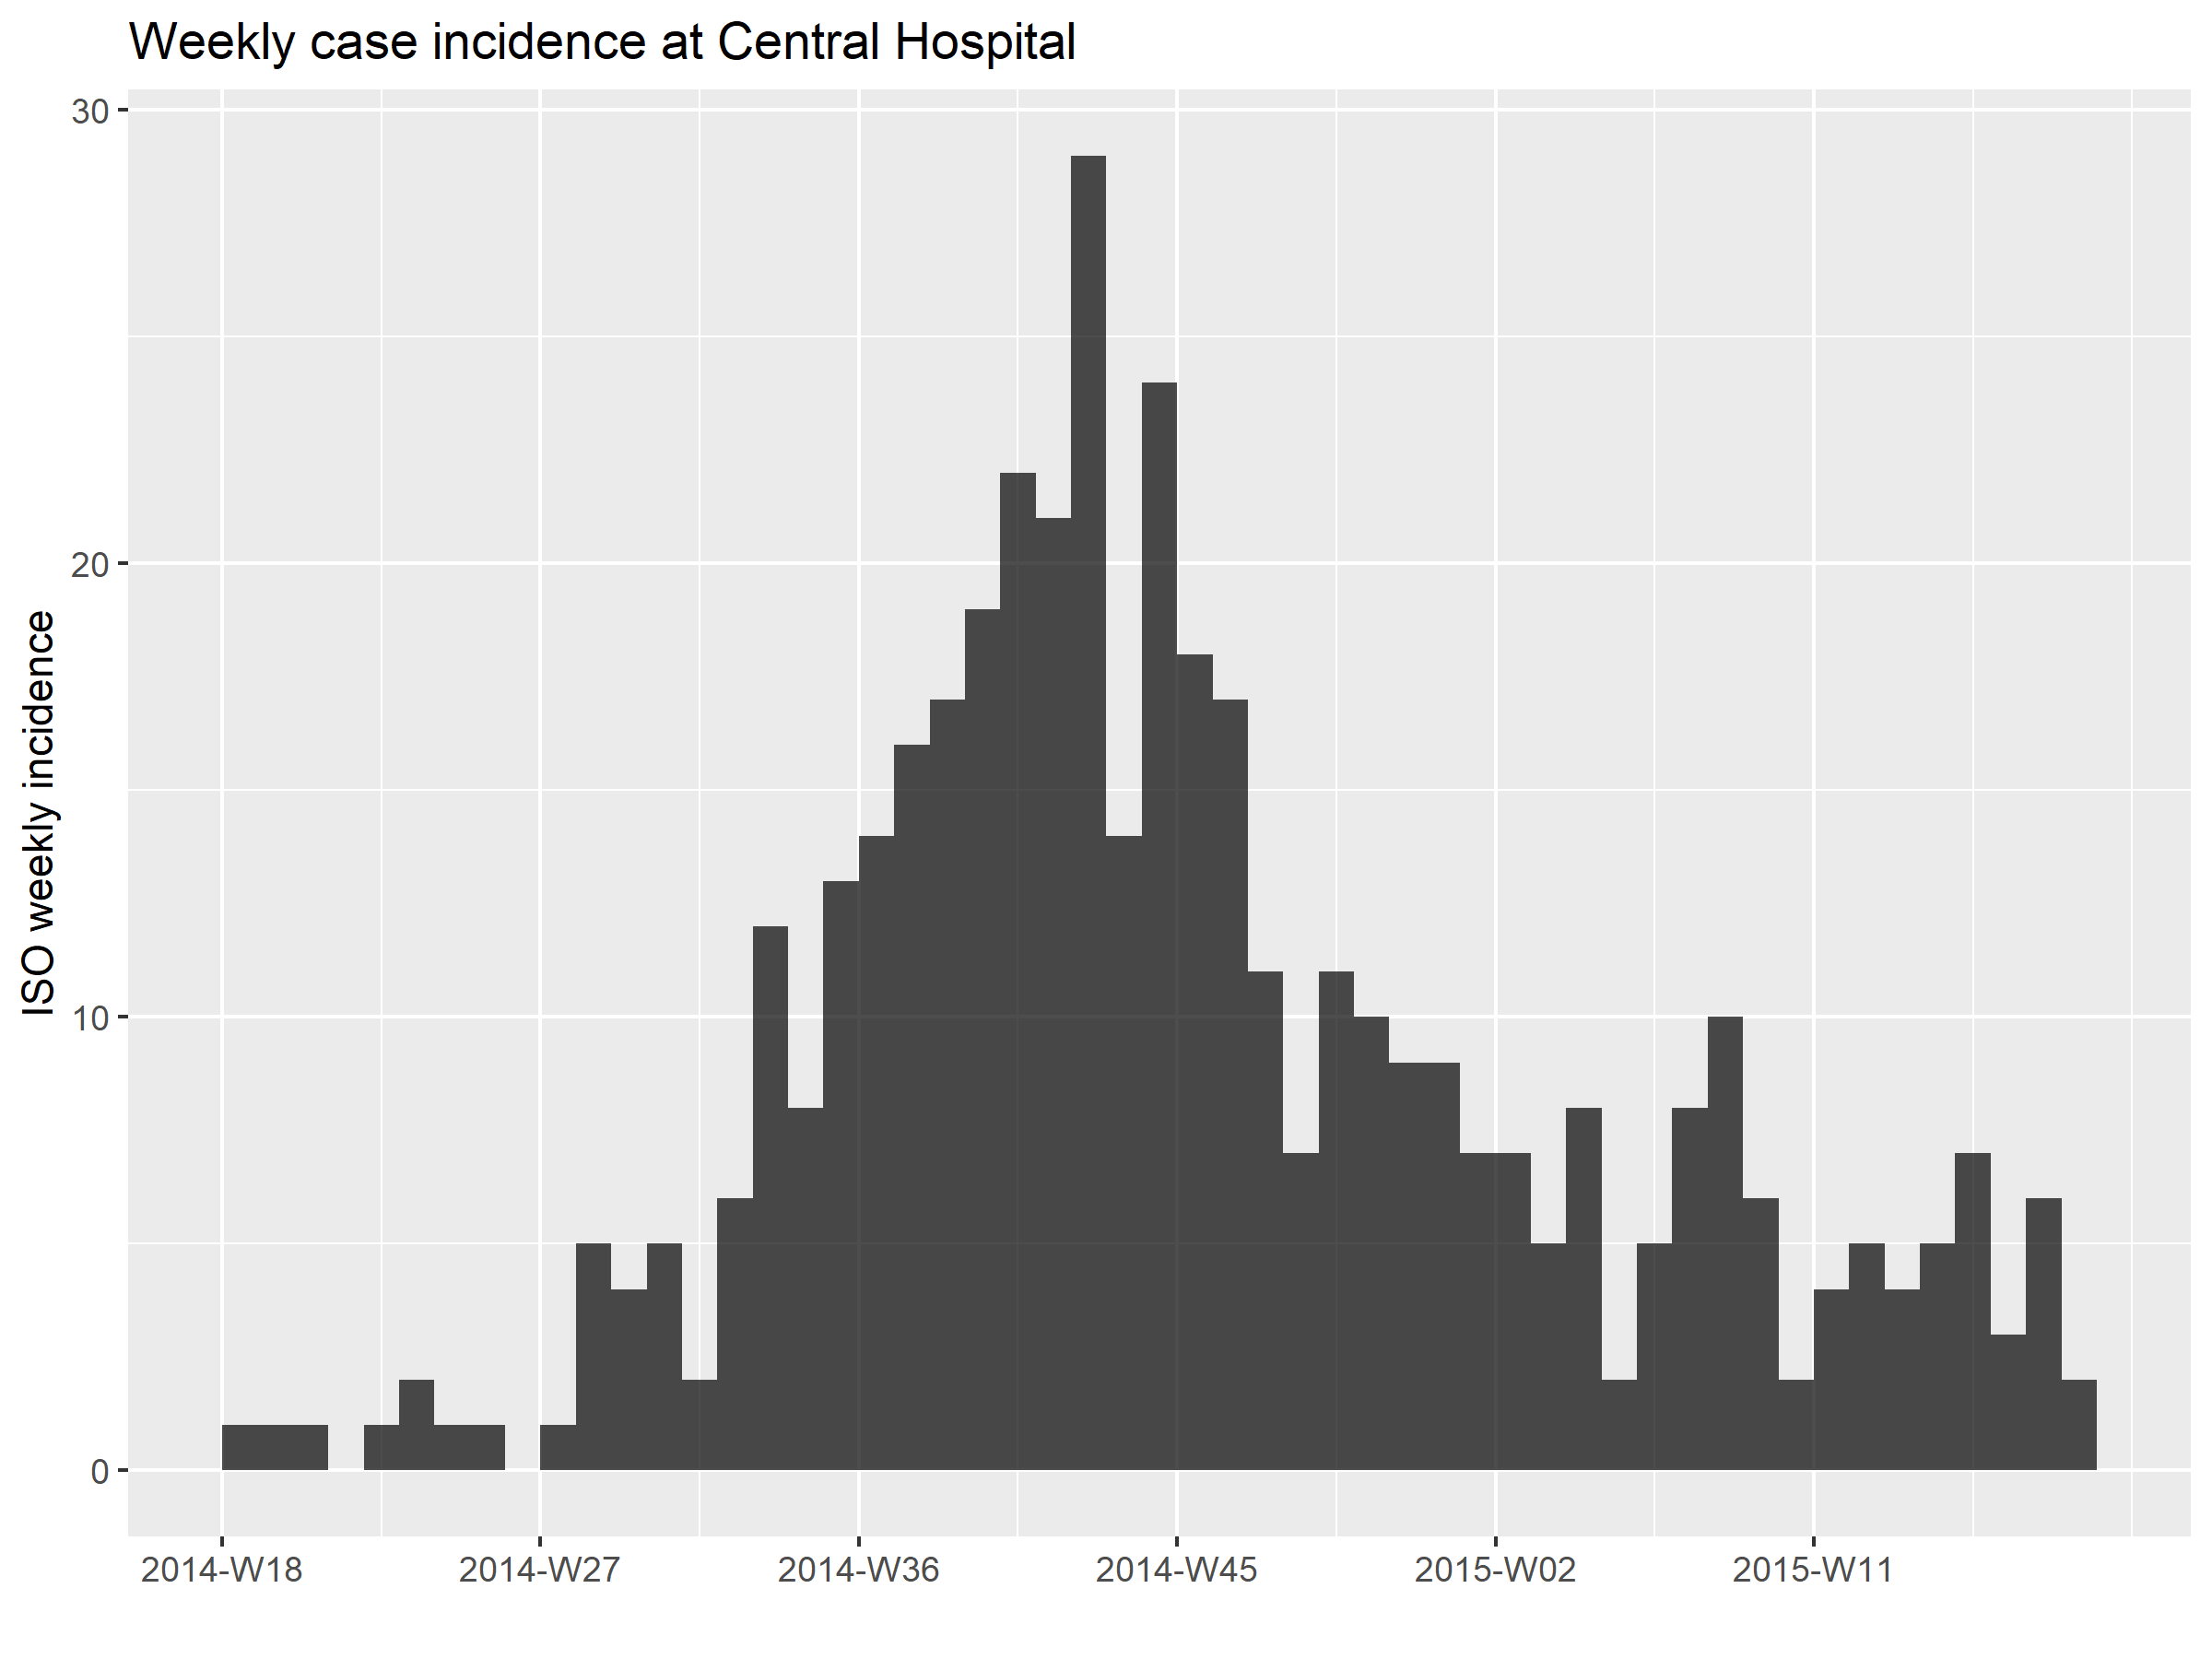 Weekly case incidence at Central Hospital
30
20
10
0
ISO weekly incidence
2014-W18
2014-W27
2014-W36
2014-W45
2015-W02
2015-W11